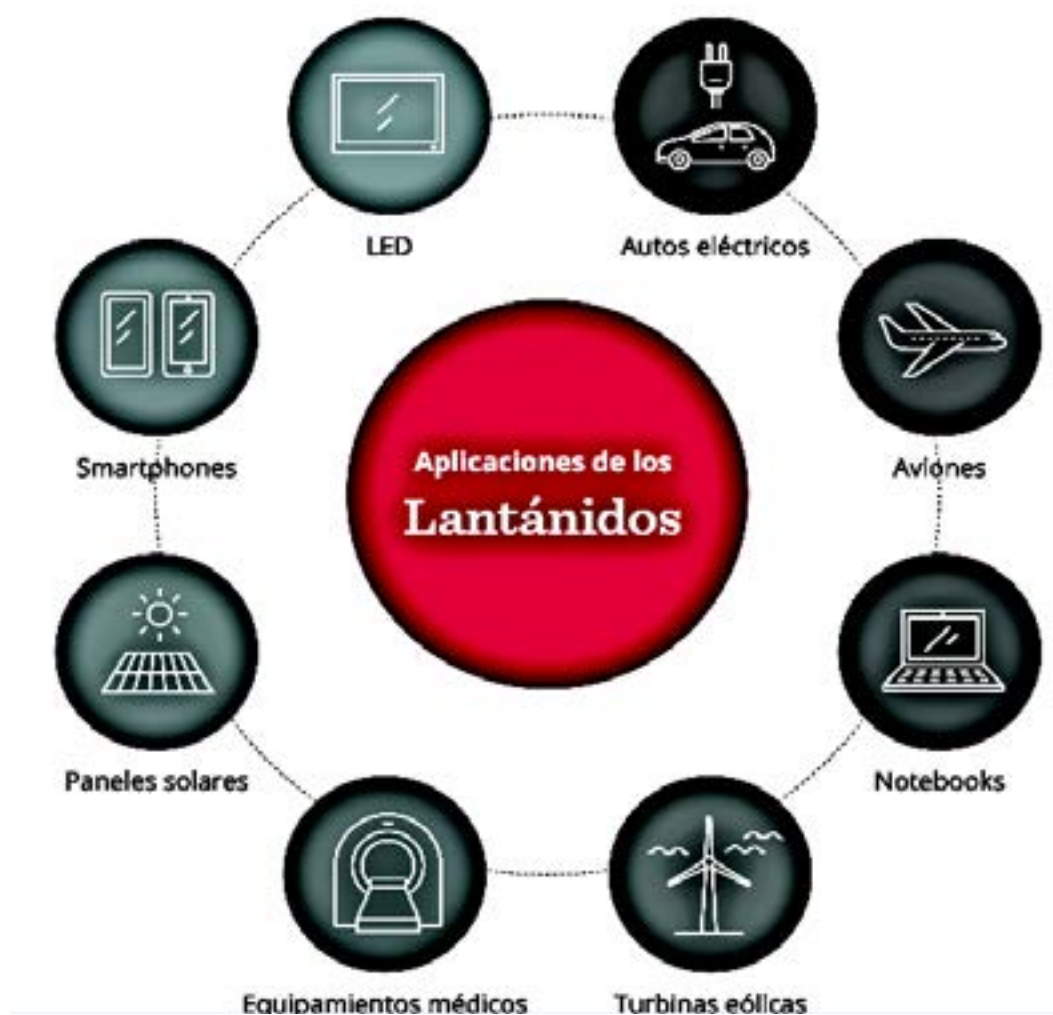 LED
Autos eléctricos
Smartphones
Aviones
Aplicaciones de los
Lantánidos
Paneles solares
Notebooks
Equipamientos médicos
Turbinas eólicas